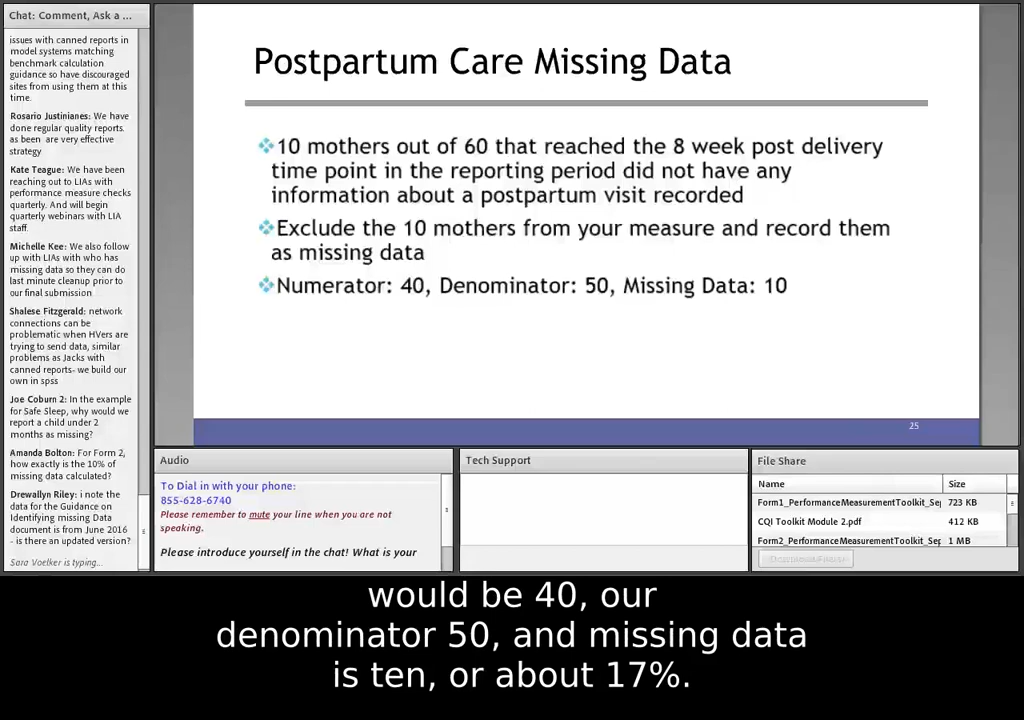 Chat: Comment, Ask a ...
issues with canned reports in
model systems matching
benchmark calculation
guidance so have discouraged
sites from using them at this
time.
Rosario Justinianes: We have
done regular quality reports.
as been are very effective
strategy
Kate Teague: We have been
reaching out to LIAs with
performance measure checks
quarterly. And will begin
quarterly webinars with LIA
staff.
Michelle Kee: We also follow
up with LIAs with who has
missing data so they can do
last minute cleanup prior to
our final submission
Shalese Fitzgerald: network
connections can be
problematic when HVers are
trying to send data, similar
problems as Jacks with
canned reports- we build our
own in spss
Joe Coburn 2: In the example
for Safe Sleep, why would we
report a child under 2
months as missing?
Amanda Bolton: For Form 2,
how exactly is the 10% of
missing data calculated?
Drewallyn Riley: i note the
data for the Guidance on
Identifying missing Data
document is from June 2016
- is there an updated version?
Sara Voelker is typing...
Postpartum Care Missing Data
10 mothers out of 60 that reached the 8 week post delivery
time point in the reporting period did not have any
information about a postpartum visit recorded
Exclude the 10 mothers from your measure and record them
as missing data
Numerator: 40, Denominator: 50, Missing Data: 10
25
Audio
To Dial in with your phone:
855-628-6740
Please remember to mute your line when you are not
speaking.
Please introduce yourself in the chat! What is your
Tech Support
File Share
Name Size
Form1_PerformanceMeasurementToolkit_Sep 723 KB
CQI Toolkit Module 2.pdf 412 KB
Form2_PerformanceMeasurementToolkit_Sep 1 MB
would be 40, our
denominator 50, and missing data
is ten, or about 17%.